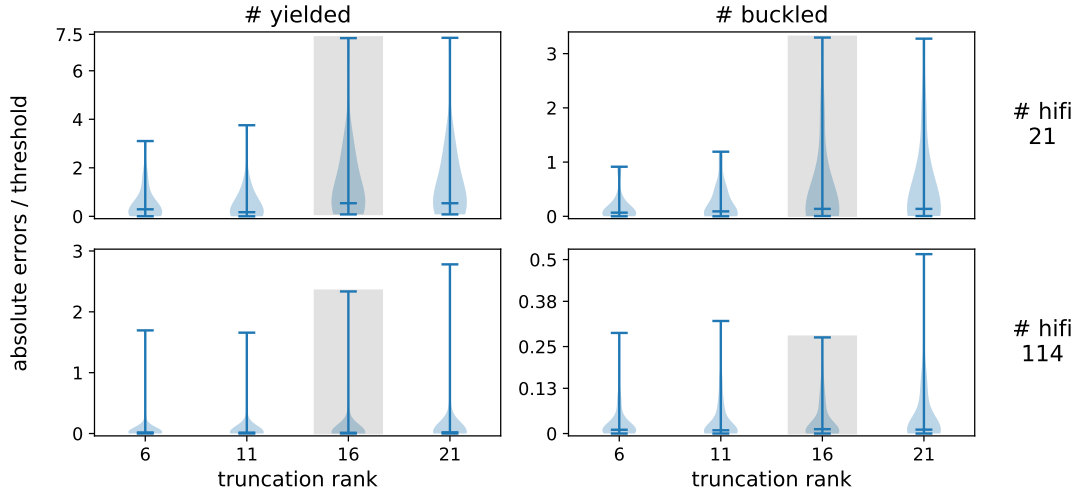 # yielded
# buckled
absolute errors / threshold
7.5
6
4
2
0
3
2
1
0
# hifi
21
3
2
1
0
0.5
0.38
0.25
0.13
0
# hifi
114
6 11 16 21
6 11 16 21
truncation rank
truncation rank